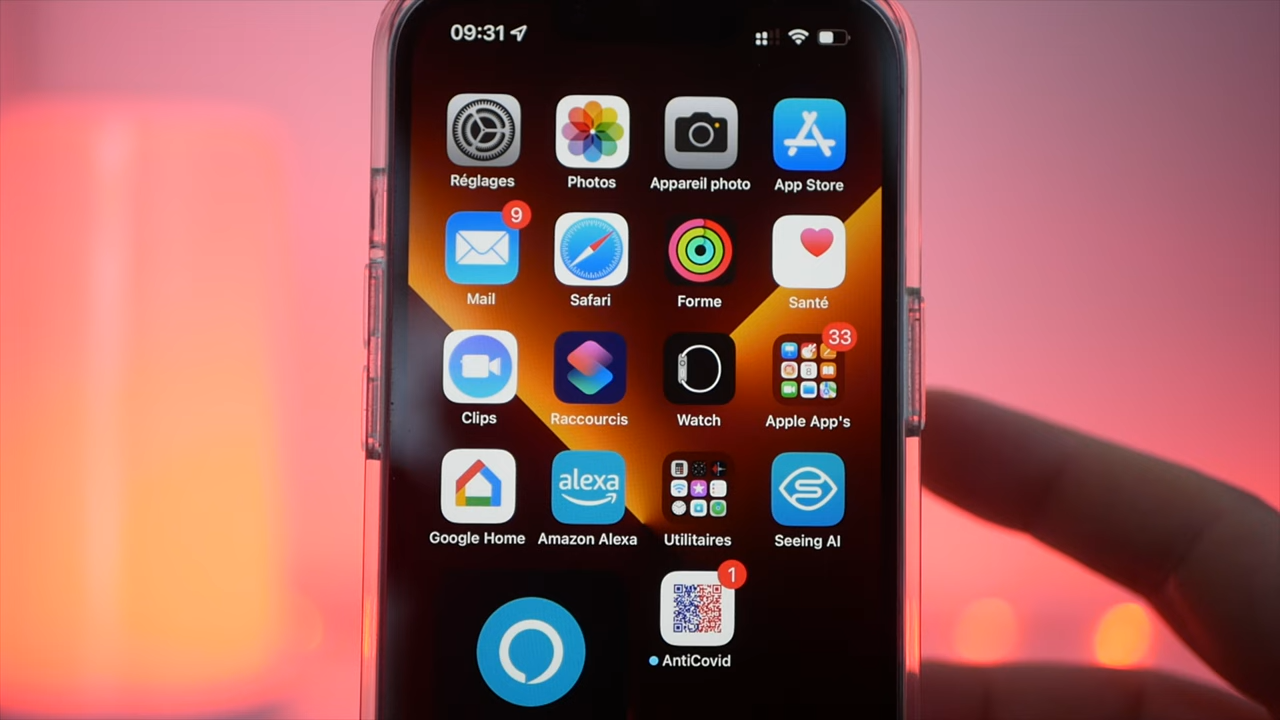 09:31
Réglages
Photos
Appareil photo
App Store
9
Mail
Safari
Forme
Santé
33
Clips
Raccourcis
Watch
Apple App's
alexa
Google Home
Amazon Alexa
Utilitaires
Seeing AI
1
AntiCovid